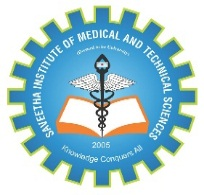 SAVEETHA INSTITUTE OF MEDICAL AND TECHNICAL SCIENCES
2005
Knowledge Conquers All